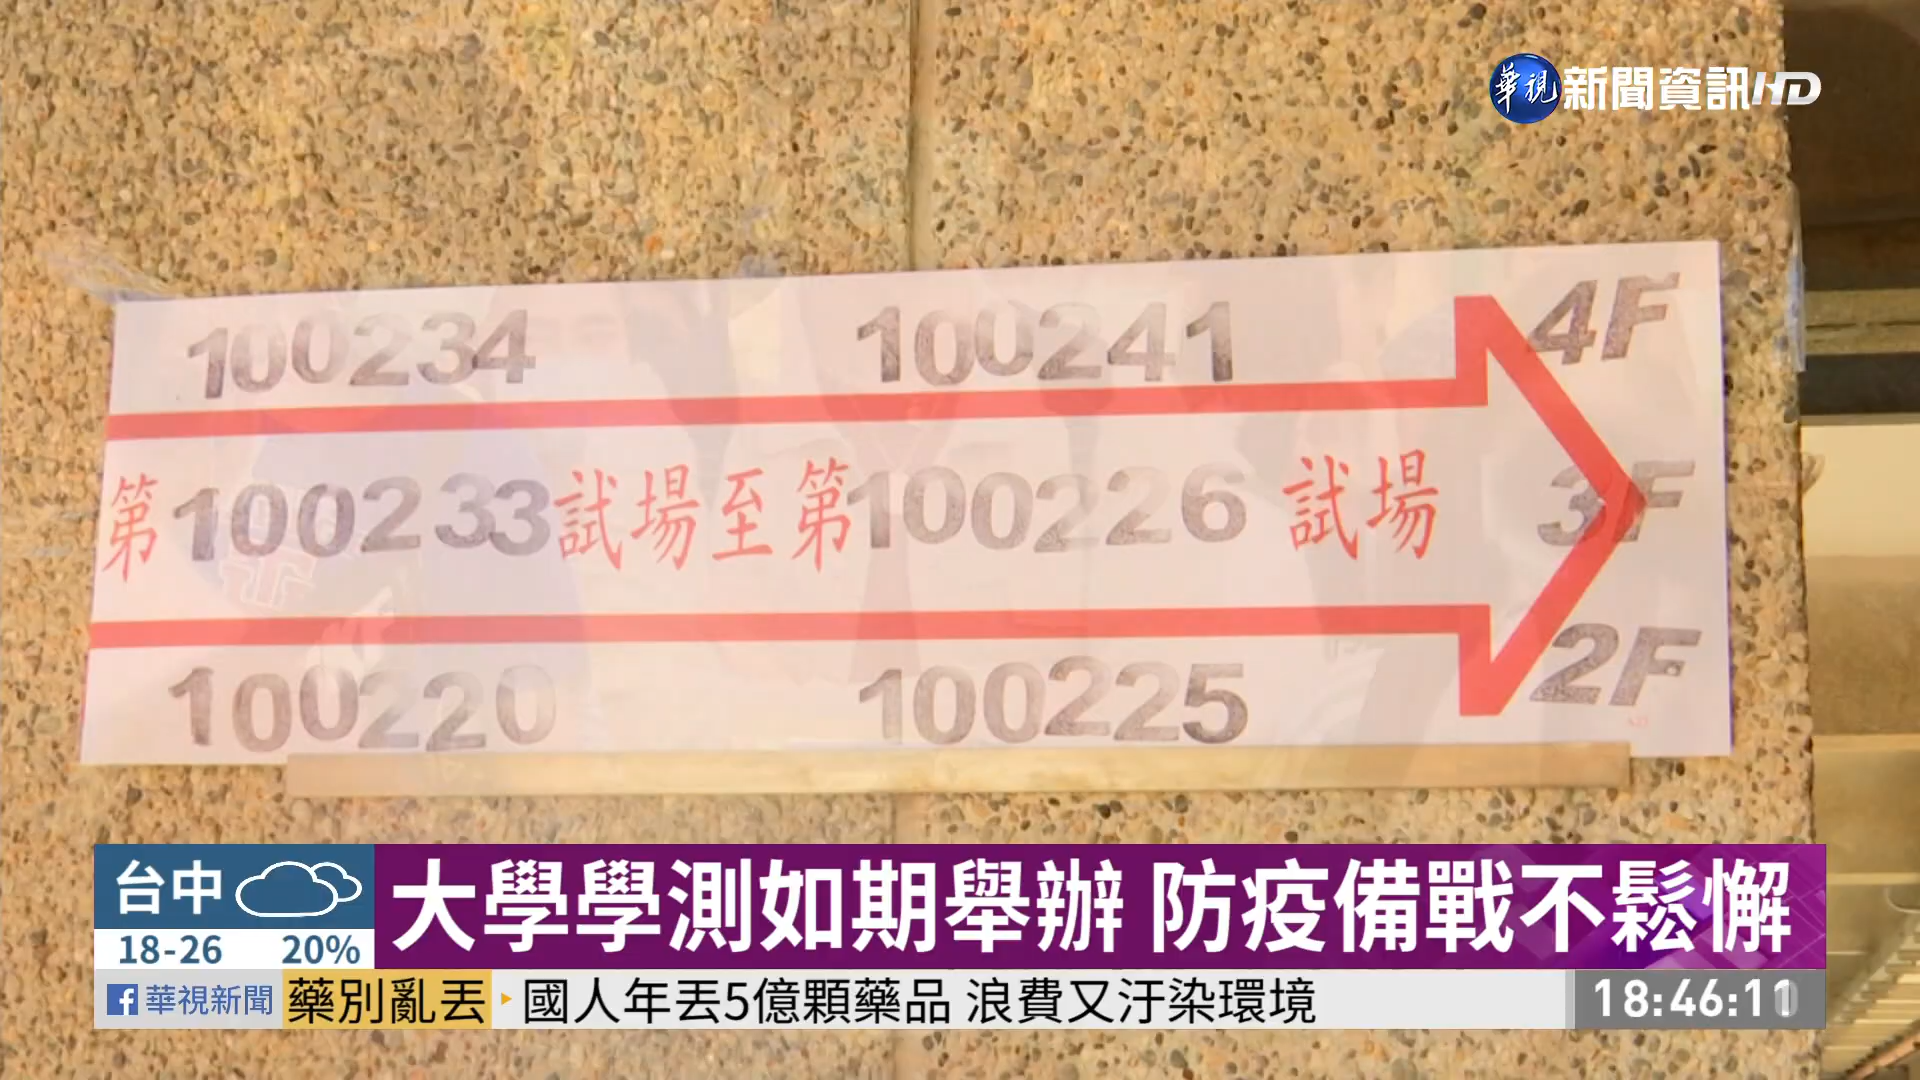 華視 新聞資訊HD
100234 100241 4F
第100233試場至第100226試場 3F
100220 100225 2F
台中
18-26 20%
大學學測如期舉辦 防疫備戰不鬆懈
華視新聞
藥別亂丟
國人年丟5億顆藥品 浪費又汙染環境
18:46:11